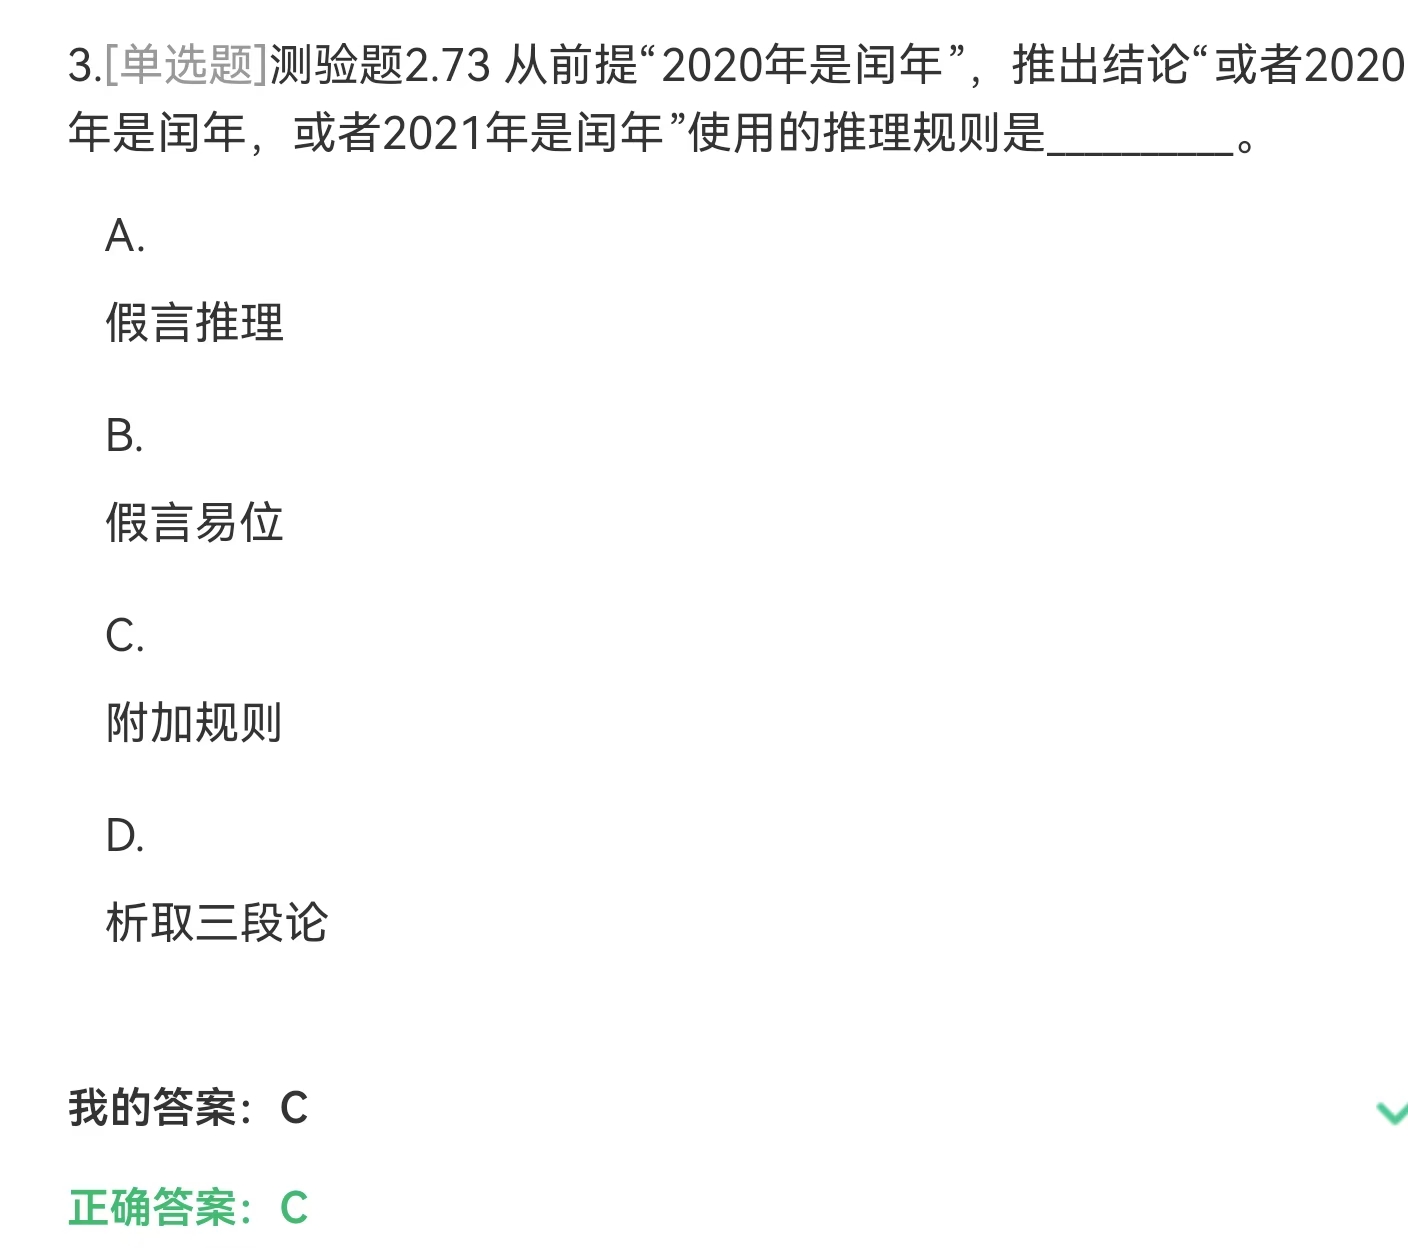 3.[单选题]测验题2.73 从前提“2020年是闰年”，推出结论“或者2020
年是闰年，或者2021年是闰年”使用的推理规则是__________。
A.
假言推理
B.
假言易位
C.
附加规则
D.
析取三段论
我的答案：C
正确答案：C